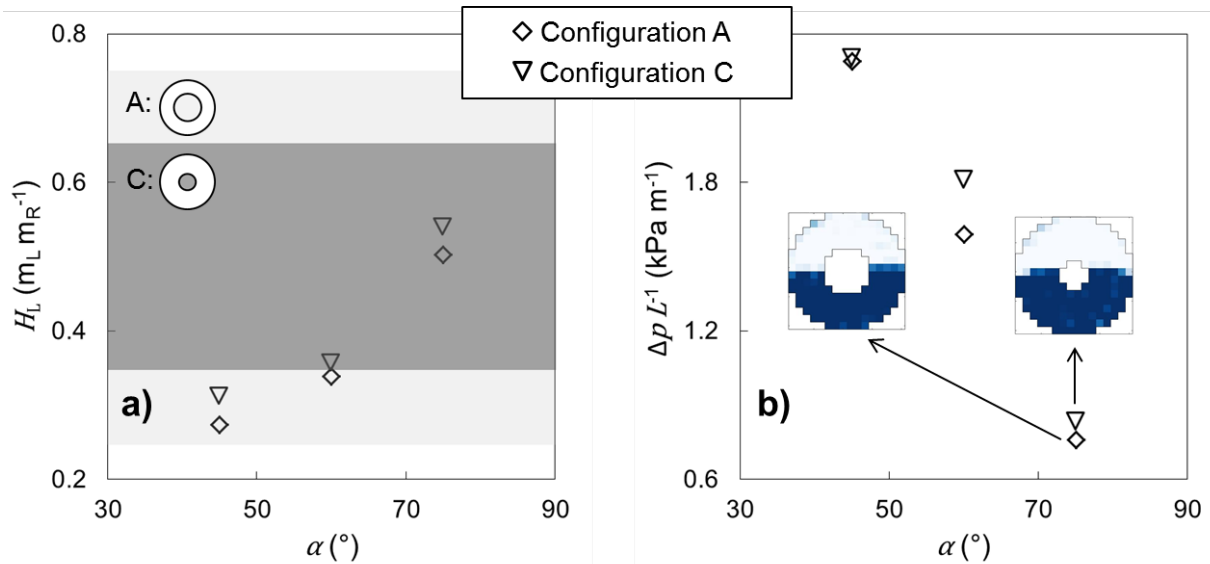 Configuration A
Configuration C
0.8
0.6
0.4
0.2
H_L (m_L m_R^-1)
A:
C:
a)
30
50
70
90
α (°)
1.8
1.2
0.6
Δp L^-1 (kPa m^-1)
b)
30
50
70
90
α (°)